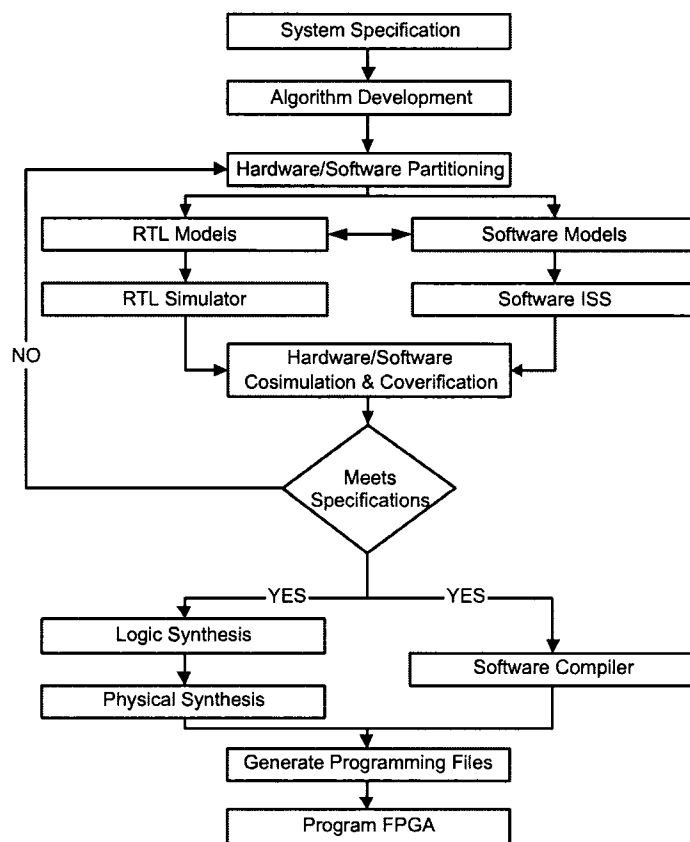 System Specification
Algorithm Development
Hardware/Software Partitioning
RTL Models
Software Models
RTL Simulator
Software ISS
NO
Hardware/Software
Cosimulation & Coverification
Meets
Specifications
YES
YES
Logic Synthesis
Software Compiler
Physical Synthesis
Generate Programming Files
Program FPGA